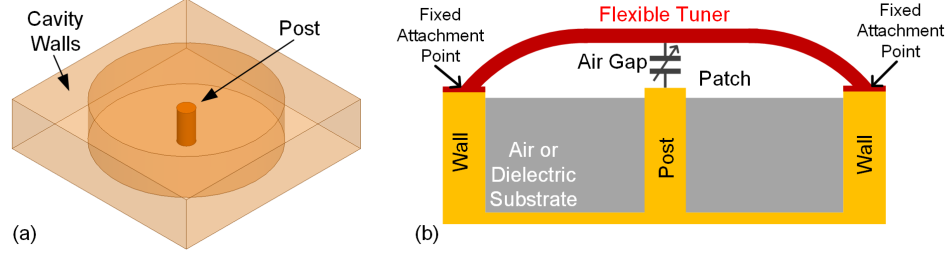 Cavity
Walls
Post
(a)
Fixed
Attachment
Point
Flexible Tuner
Fixed
Attachment
Point
Air Gap
Patch
Wall
Air or
Dielectric
Substrate
Post
Wall
(b)